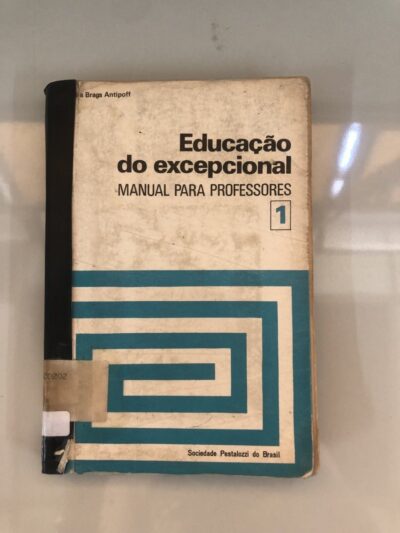 Braga Antipoff
Educação
do excepcional
MANUAL PARA PROFESSORES
1
Sociedade Pestalozzi do Brasil